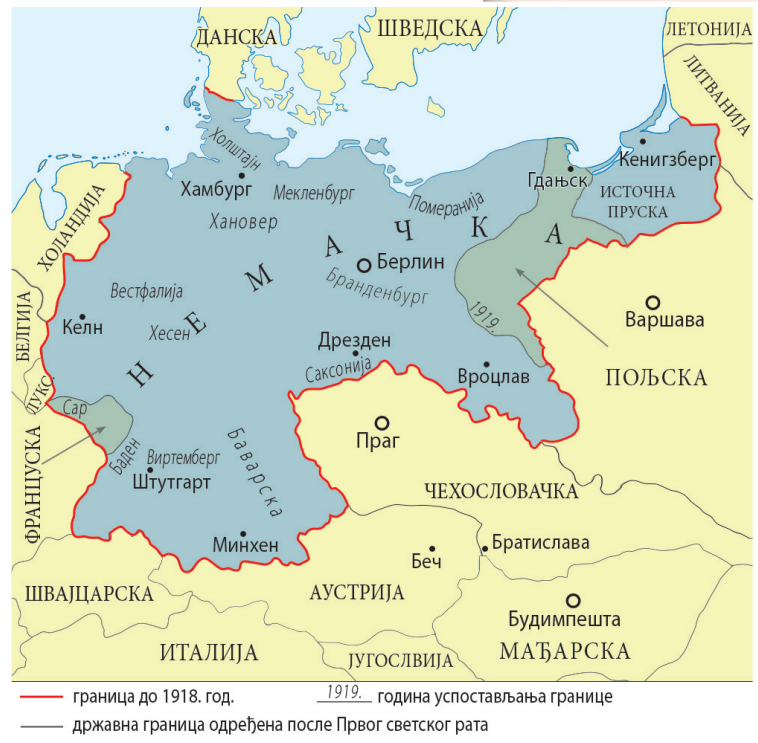 ДАНСКА
ШВЕДСКА
ЛЕТОНИЈА
ЛИТВАНИЈА
Холштајн
Хамбург
Мекленбург
Хановер
Померанија
Гдањск
Кенигзберг
ИСТОЧНА
ПРУСКА
ХОЛАНДИЈА
НЕМАЧКА
Берлин
Бранденбург
Вестфалија
БЕЛГИЈА
Келн
Хесен
1919.
Варшава
Дрезден
Саксонија
Вроцлав
ПОЉСКА
ЛУКС.
Сар
Праг
ФРАНЦУСКА
Баден
Виртемберг
Штутгарт
Баварска
ЧЕХОСЛОВАЧКА
Минхен
Беч
Братислава
ШВАЈЦАРСКА
АУСТРИЈА
Будимпешта
МАЂАРСКА
ИТАЛИЈА
ЈУГОСЛВИЈА
граница до 1918. год.
1919. година успостављања границе
државна граница одређена после Првог светског рата